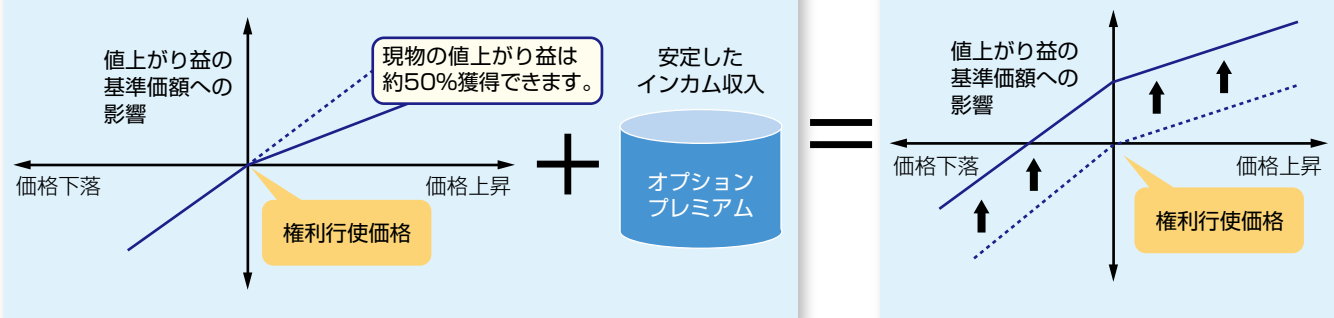 値上がり益の
基準価額への
影響
現物の値上がり益は
約50%獲得できます。
価格下落
価格上昇
権利行使価格
安定した
インカム収入
オプション
プレミアム
値上がり益の
基準価額への
影響
価格下落
価格上昇
権利行使価格